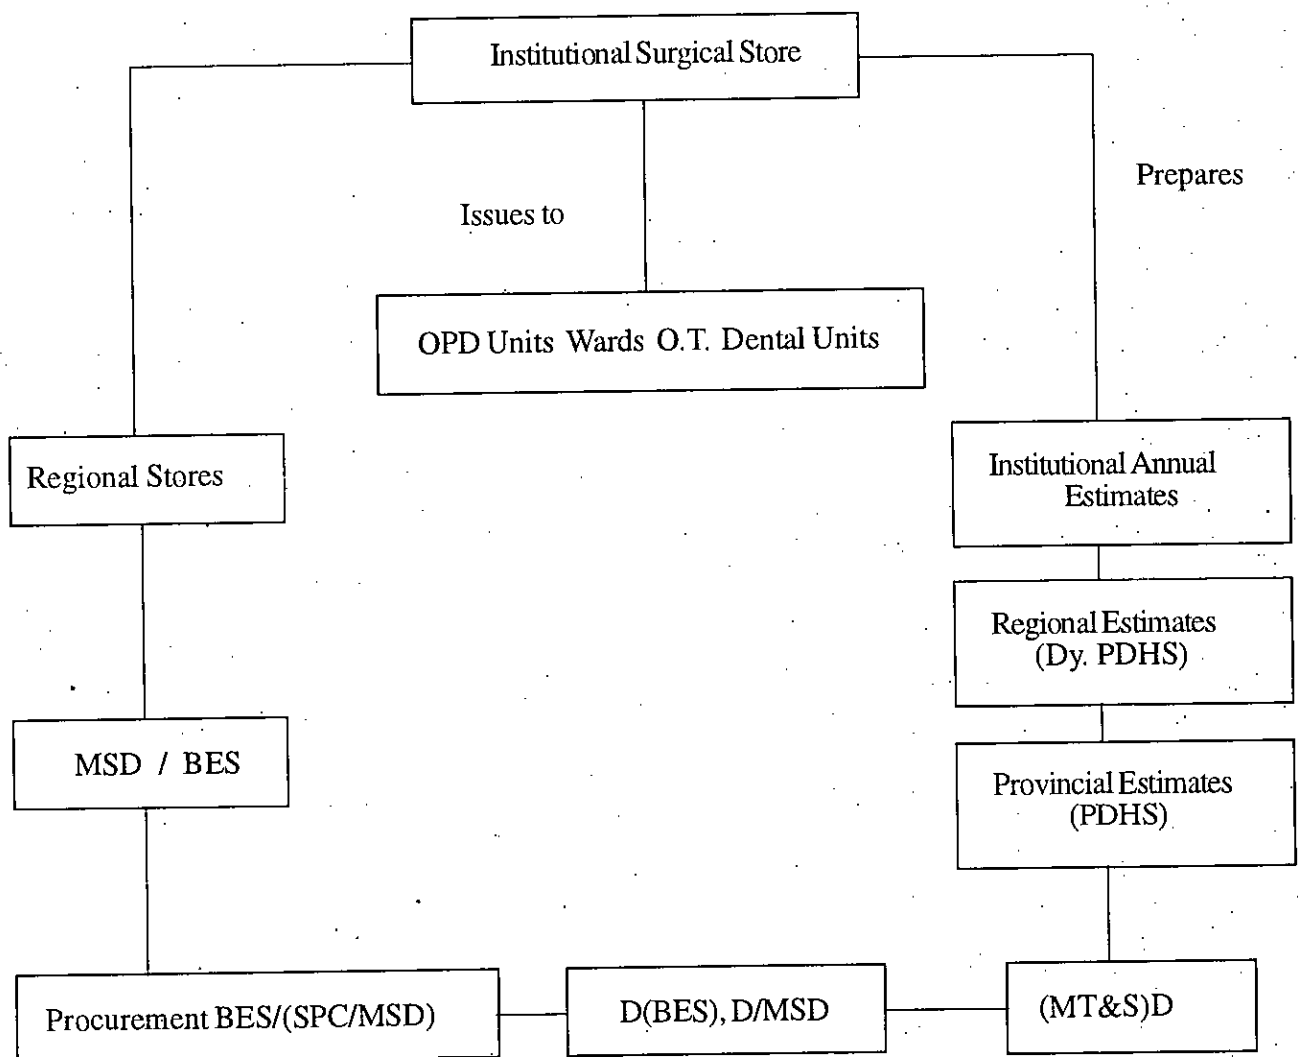 Institutional Surgical Store
Prepares
Issues to
OPD Units Wards O.T. Dental Units
Regional Stores
Institutional Annual
Estimates
Regional Estimates
(Dy. PDHS)
MSD / BES
Provincial Estimates
(PDHS)
Procurement BES/(SPC/MSD)
D(BES), D/MSD
(MT&S)D